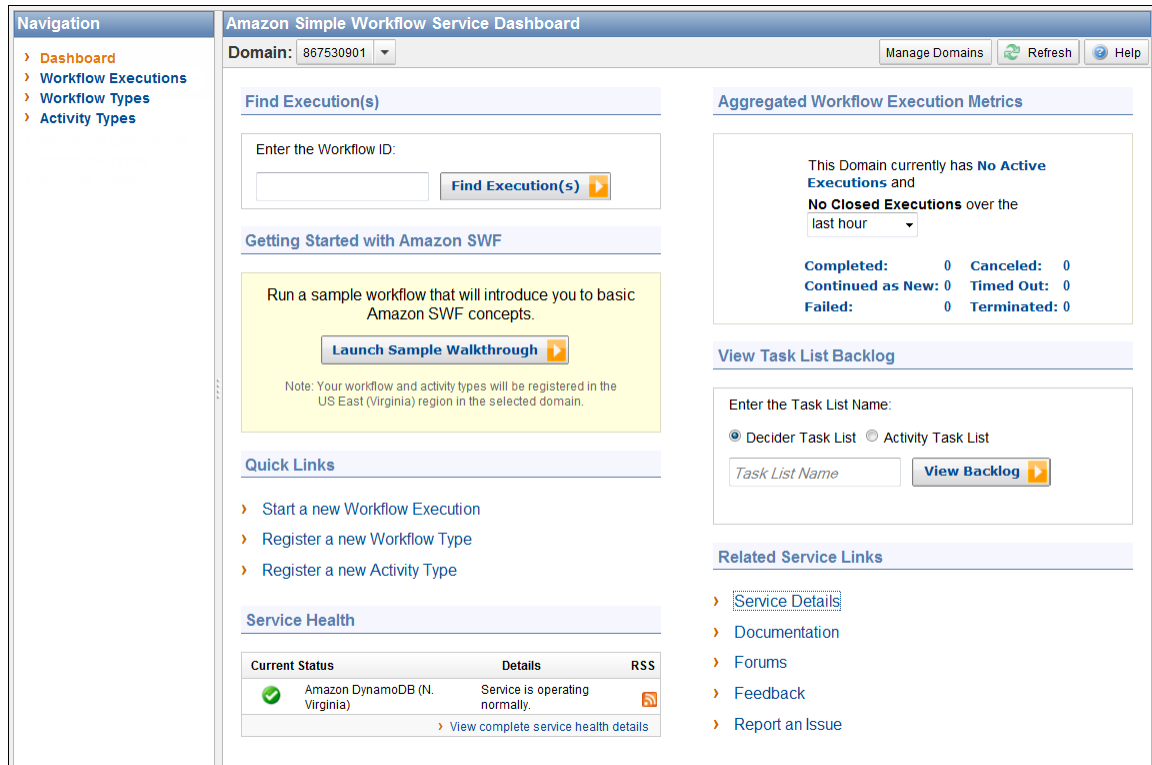 Navigation
Dashboard
Workflow Executions
Workflow Types
Activity Types
Amazon Simple Workflow Service Dashboard
Domain: 867530901
Manage Domains
Refresh
Help
Find Execution(s)
Enter the Workflow ID:
Find Execution(s)
Getting Started with Amazon SWF
Run a sample workflow that will introduce you to basic
Amazon SWF concepts.
Launch Sample Walkthrough
Note: Your workflow and activity types will be registered in the
US East (Virginia) region in the selected domain.
Quick Links
Start a new Workflow Execution
Register a new Workflow Type
Register a new Activity Type
Service Health
Current Status Details RSS
Amazon DynamoDB (N. Service is operating
Virginia) normally.
View complete service health details
Aggregated Workflow Execution Metrics
This Domain currently has No Active
Executions and
No Closed Executions over the
last hour
Completed: 0 Canceled: 0
Continued as New: 0 Timed Out: 0
Failed: 0 Terminated: 0
View Task List Backlog
Enter the Task List Name:
Decider Task List Activity Task List
Task List Name View Backlog
Related Service Links
Service Details
Documentation
Forums
Feedback
Report an Issue